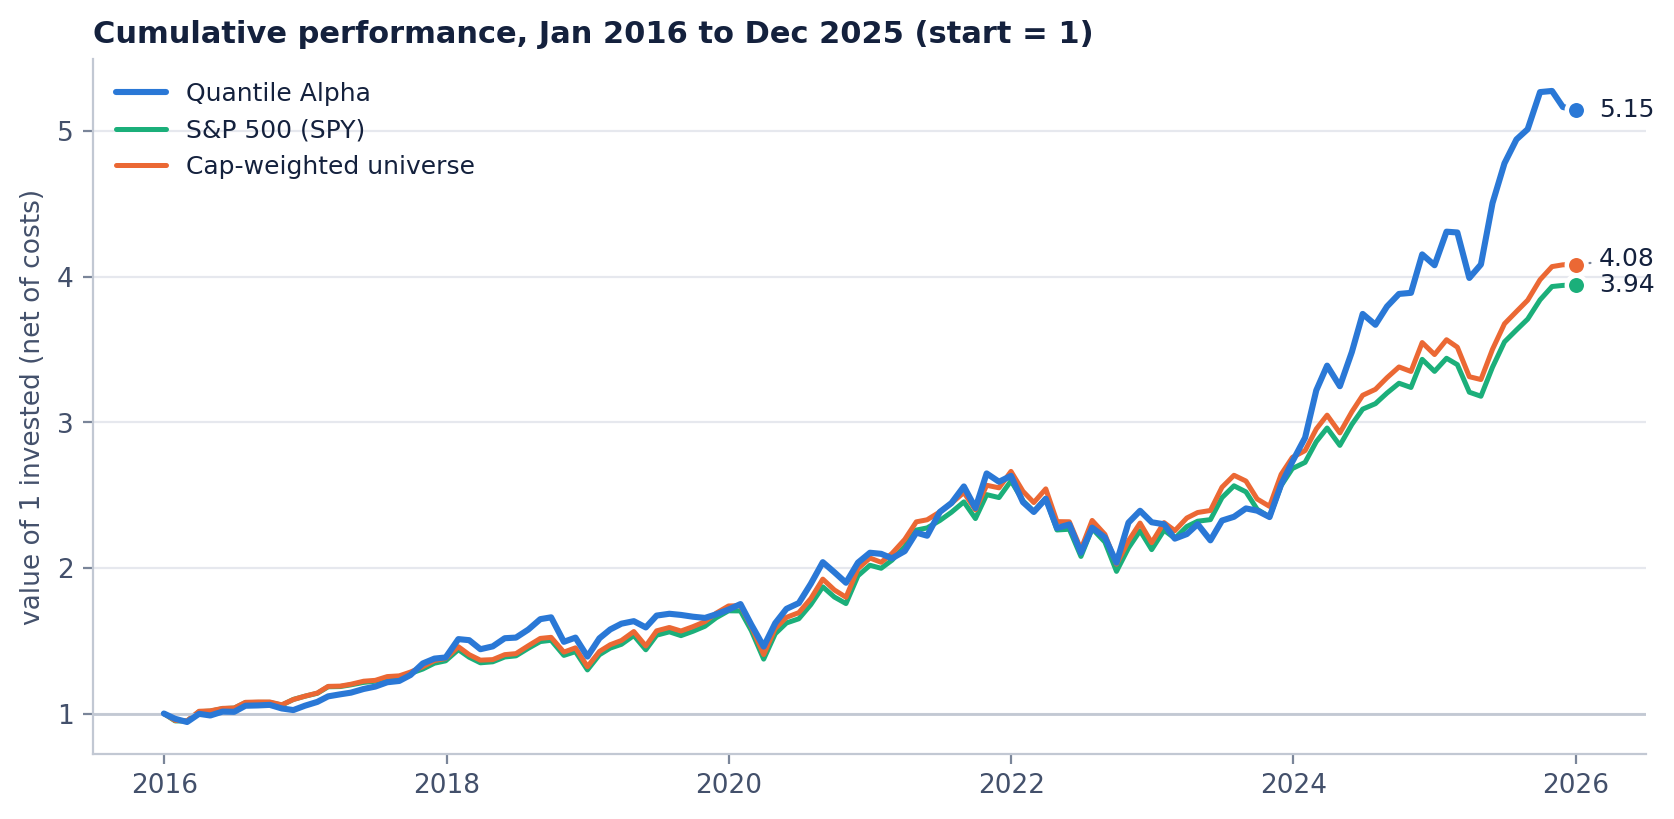 Cumulative performance, Jan 2016 to Dec 2025 (start = 1)
Quantile Alpha
S&P 500 (SPY)
Cap-weighted universe
value of 1 invested (net of costs)
5
4
3
2
1
5.15
4.08
3.94
2016 2018 2020 2022 2024 2026